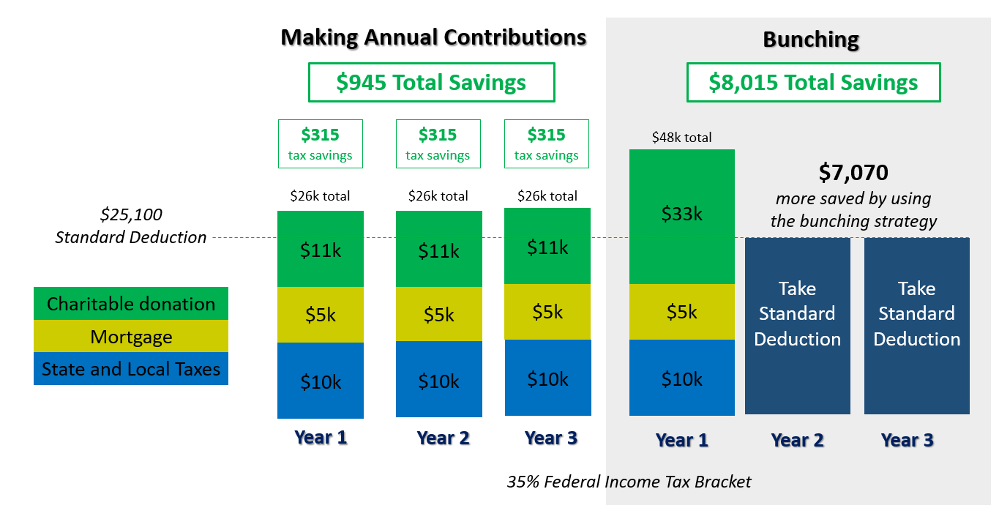 Making Annual Contributions
$945 Total Savings
$315
tax savings
$315
tax savings
$315
tax savings
$26k total
$26k total
$26k total
$25,100
Standard Deduction
$11k
$11k
$11k
$5k
$5k
$5k
$10k
$10k
$10k
Year 1
Year 2
Year 3
Charitable donation
Mortgage
State and Local Taxes
Bunching
$8,015 Total Savings
$48k total
$33k
$5k
$10k
$7,070
more saved by using
the bunching strategy
Take
Standard
Deduction
Take
Standard
Deduction
Year 1
Year 2
Year 3
35% Federal Income Tax Bracket